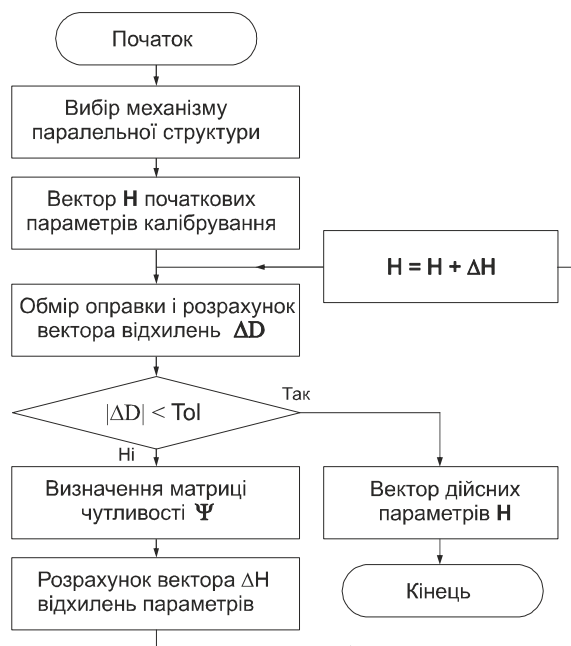 Початок
Вибір механізму
паралельної структури
Вектор H початкових
параметрів калібрування
H = H + ΔH
Обмір оправки і розрахунок
вектора відхилень ΔD
|ΔD| < Tol
Так
Ні
Визначення матриці
чутливості Ψ
Вектор дійсних
параметрів H
Розрахунок вектора ΔH
відхилень параметрів
Кінець